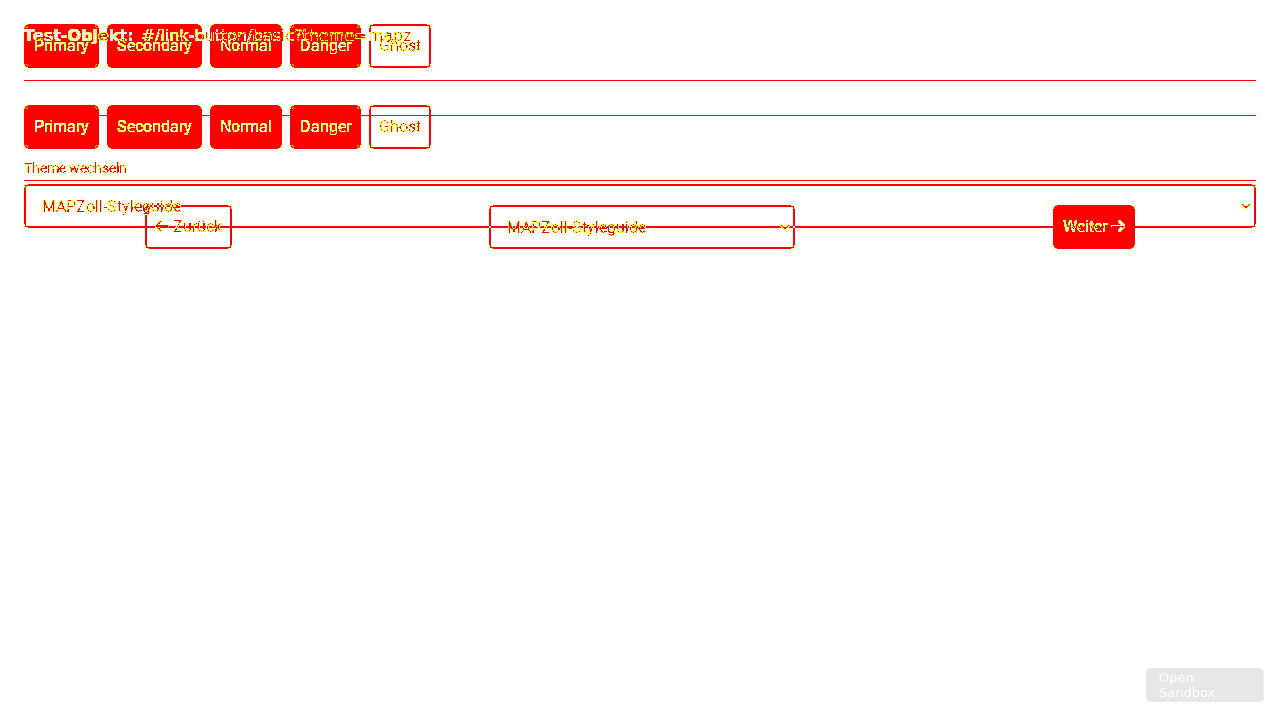 Test-Objekt: #/link-button/basic?theme=mapz
Primary Secondary Normal Danger Ghost
Primary Secondary Normal Danger Ghost
Theme wechseln
MAPZoll-Styleguide
← Zurück MAPZoll-Styleguide Weiter →
Open
Sandbox